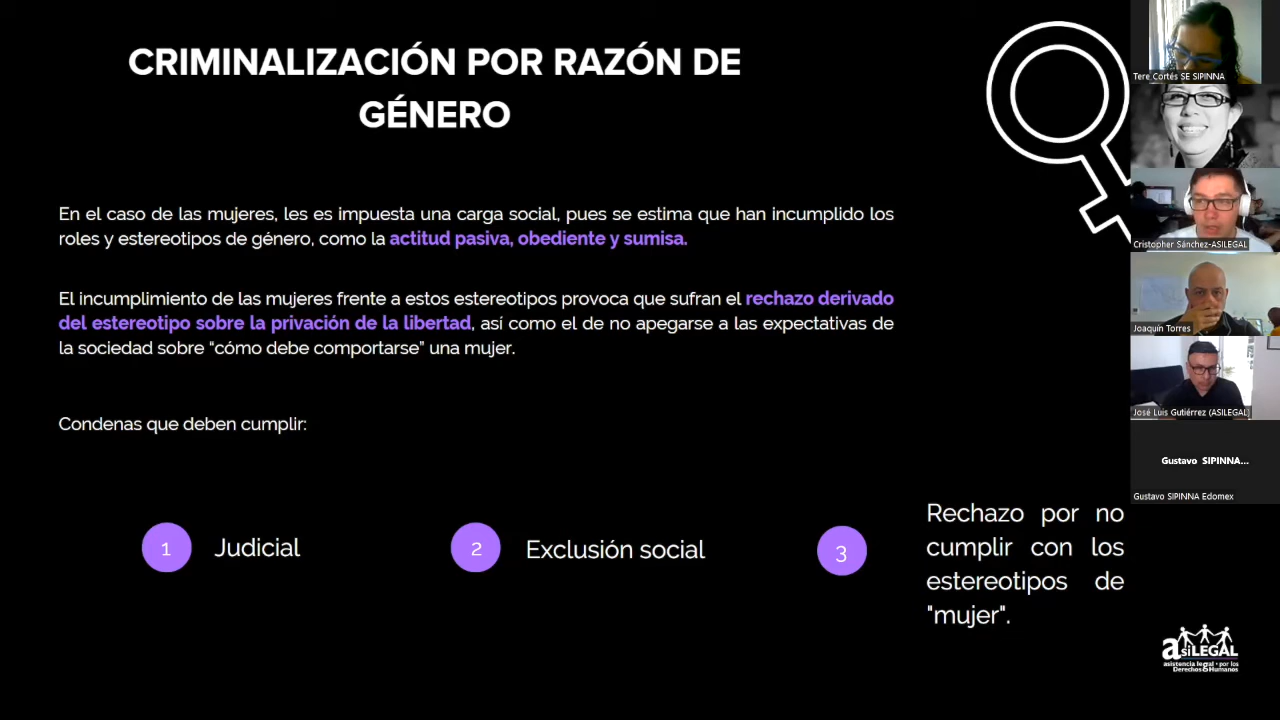 CRIMINALIZACIÓN POR RAZÓN DE
GÉNERO
En el caso de las mujeres, les es impuesta una carga social, pues se estima que han incumplido los
roles y estereotipos de género, como la actitud pasiva, obediente y sumisa.
El incumplimiento de las mujeres frente a estos estereotipos provoca que sufran el rechazo derivado
del estereotipo sobre la privación de la libertad, así como el de no apegarse a las expectativas de
la sociedad sobre “cómo debe comportarse” una mujer.
Condenas que deben cumplir:
1 Judicial
2 Exclusión social
3
Rechazo por no
cumplir con los
estereotipos de
"mujer".
Tere Cortés SE SIPINNA
Cristopher Sánchez-ASILEGAL
Joaquín Torres
José Luis Gutiérrez (ASILEGAL)
Gustavo SIPINNA...
Gustavo SIPINNA Edomex
asiLEGAL
asistencia legal por los
Derechos Humanos